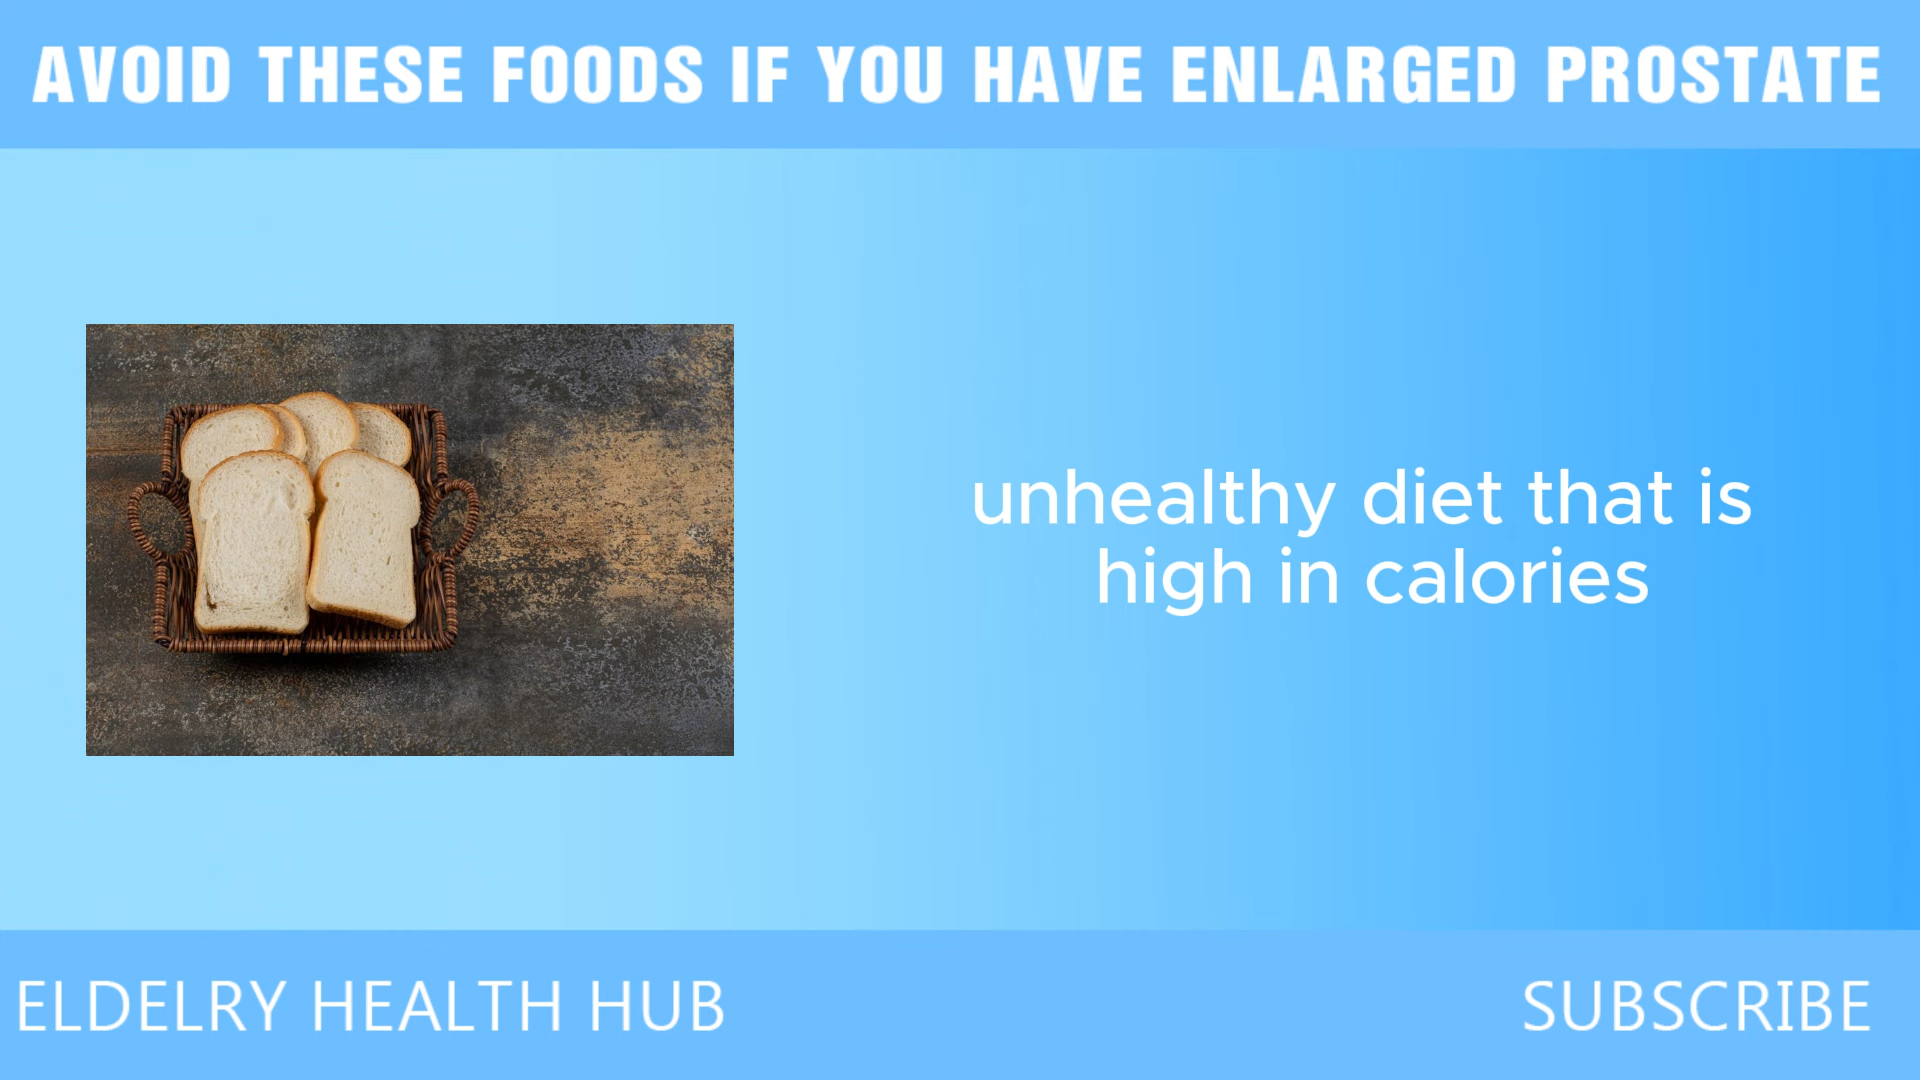 AVOID THESE FOODS IF YOU HAVE ENLARGED PROSTATE
unhealthy diet that is
high in calories
ELDELRY HEALTH HUB
SUBSCRIBE